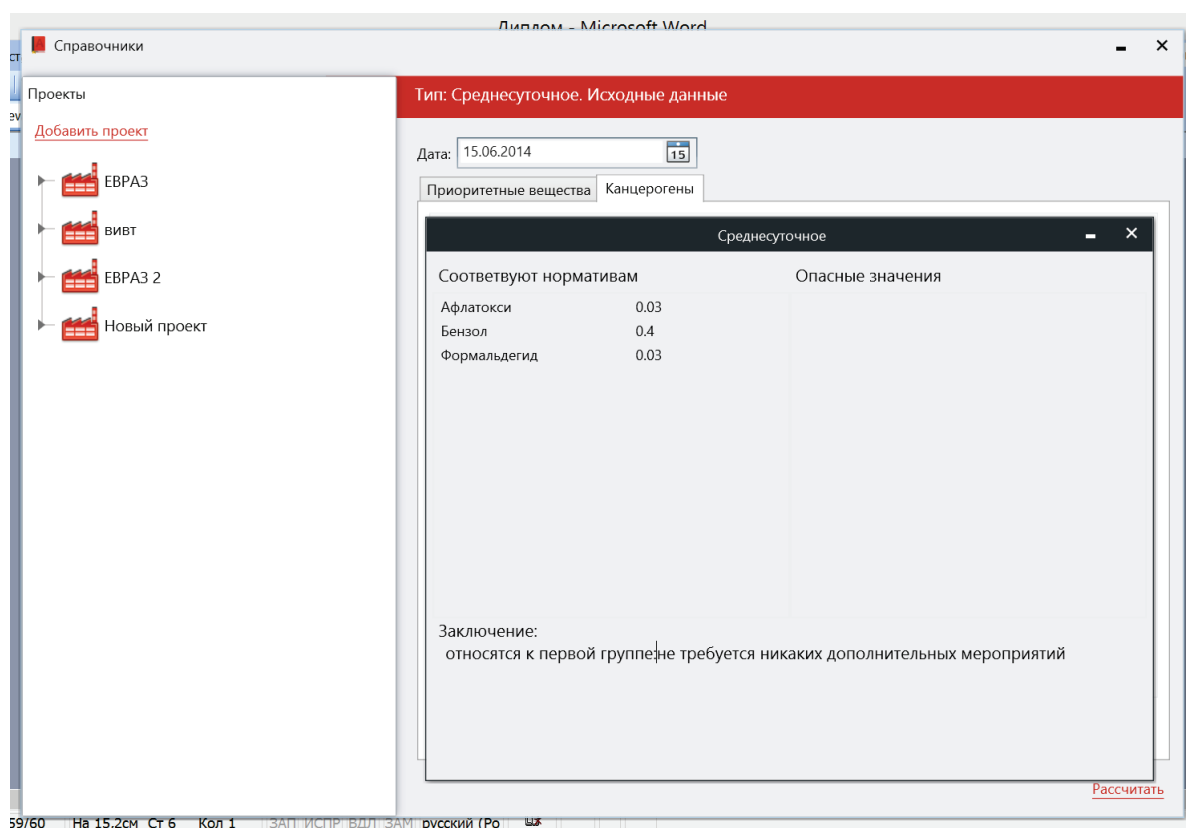 Диплом - Microsoft Word
Справочники
Проекты
Добавить проект
ЕВРАЗ
вивт
ЕВРАЗ 2
Новый проект
Тип: Среднесуточное. Исходные данные
Дата: 15.06.2014 15
Приоритетные вещества Канцерогены
Среднесуточное
Соответвуют нормативам Опасные значения
Афлатокси 0.03
Бензол 0.4
Формальдегид 0.03
Заключение:
относятся к первой группе:не требуется никаких дополнительных мероприятий
Рассчитать
59/60 На 15,2см Ст 6 Кол 1 ЗАП ИСПР ВДЛ ЗАМ русский (Ро